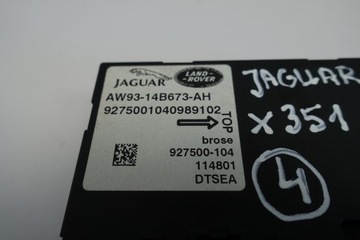 JAGUAR
LAND-
ROVER
AW93-14B673-AH
9275001040989102
TOP
brose
927500-104
114801
DTSEA
JAGUAR
X351
4